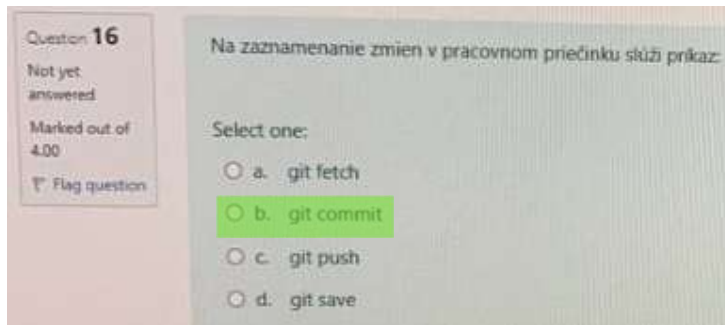 Question 16
Not yet
answered
Marked out of
4.00
Flag question
Na zaznamenanie zmien v pracovnom priečinku slúži príkaz:
Select one:
a. git fetch
b. git commit
c. git push
d. git save